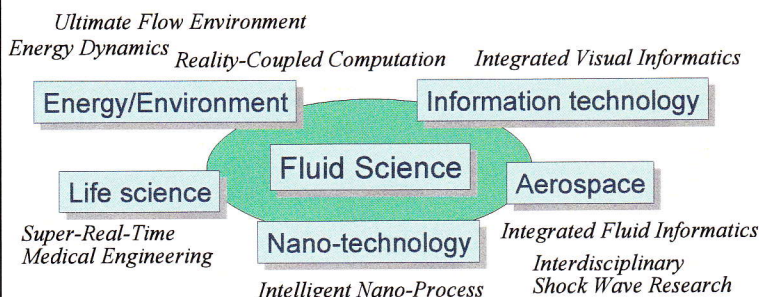 Ultimate Flow Environment
Energy Dynamics
Reality-Coupled Computation
Integrated Visual Informatics
Energy/Environment
Information technology
Fluid Science
Life science
Aerospace
Super-Real-Time
Medical Engineering
Nano-technology
Integrated Fluid Informatics
Intelligent Nano-Process
Interdisciplinary
Shock Wave Research